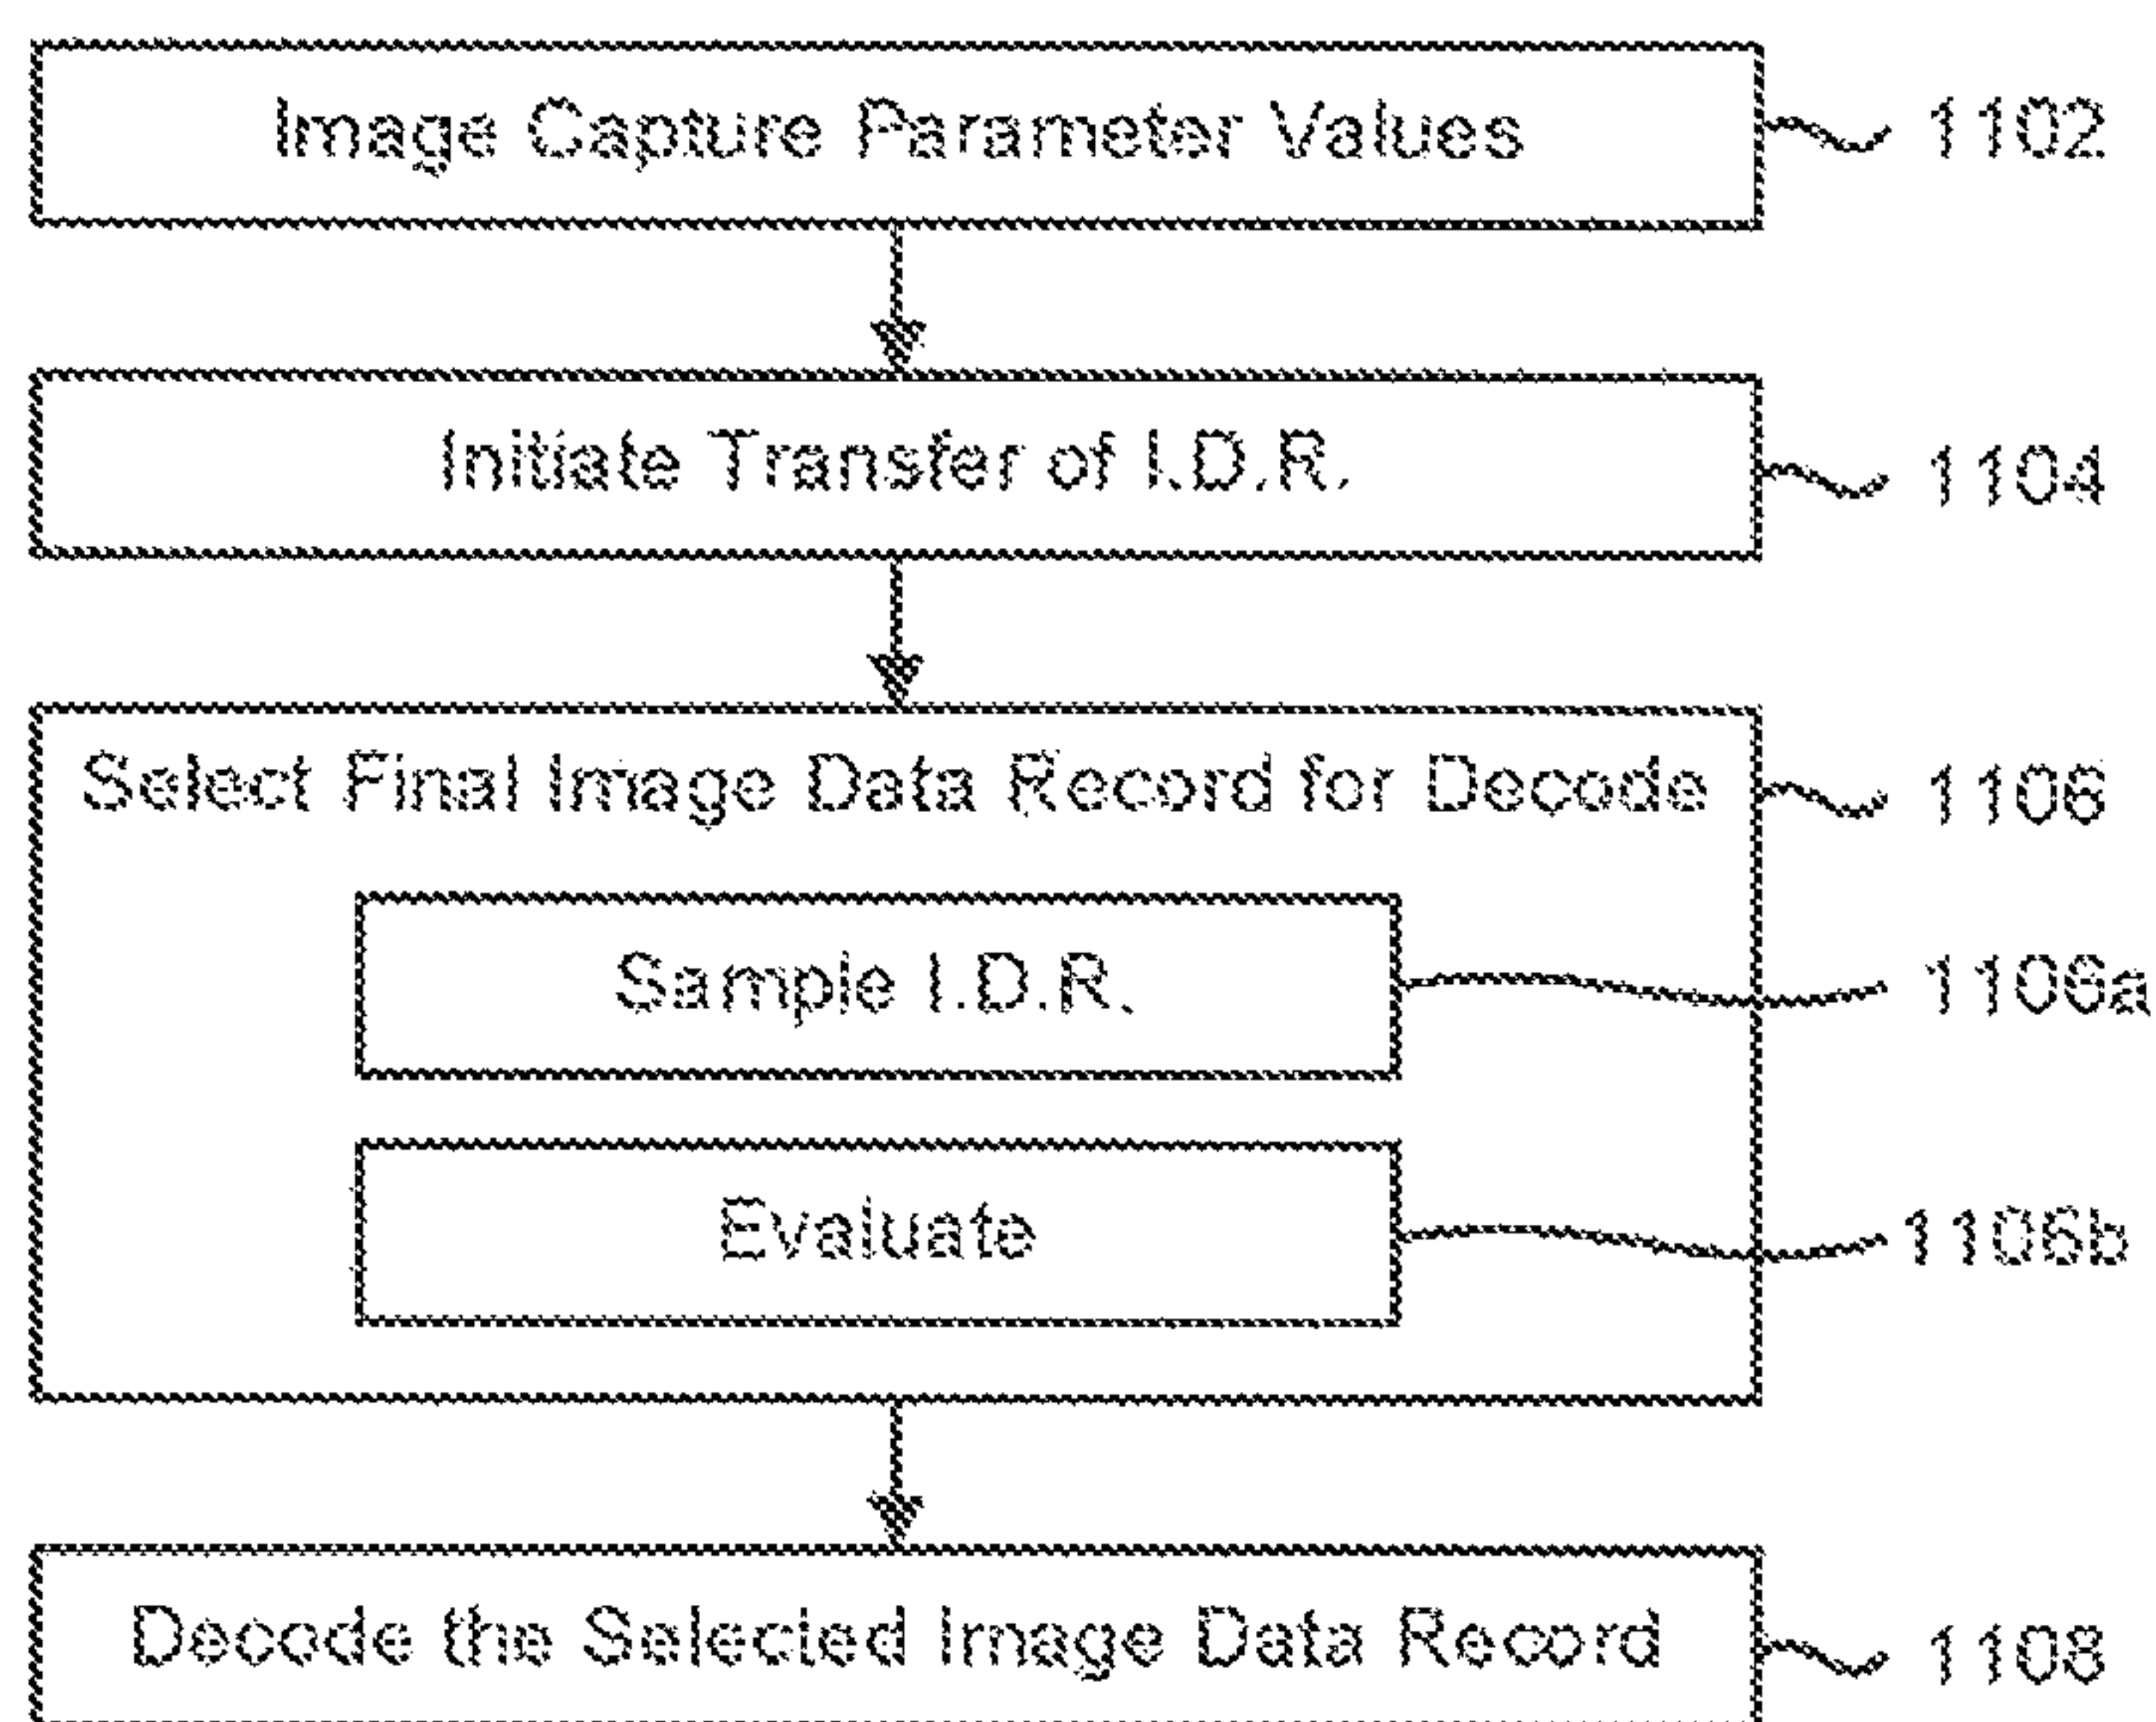 Image Capture Parameter Values 1102
Initiate Transfer of I.D.R. 1104
Select Final Image Data Record for Decode 1106
Sample I.D.R. 1106a
Evaluate 1106b
Decode the Selected Image Data Record 1108